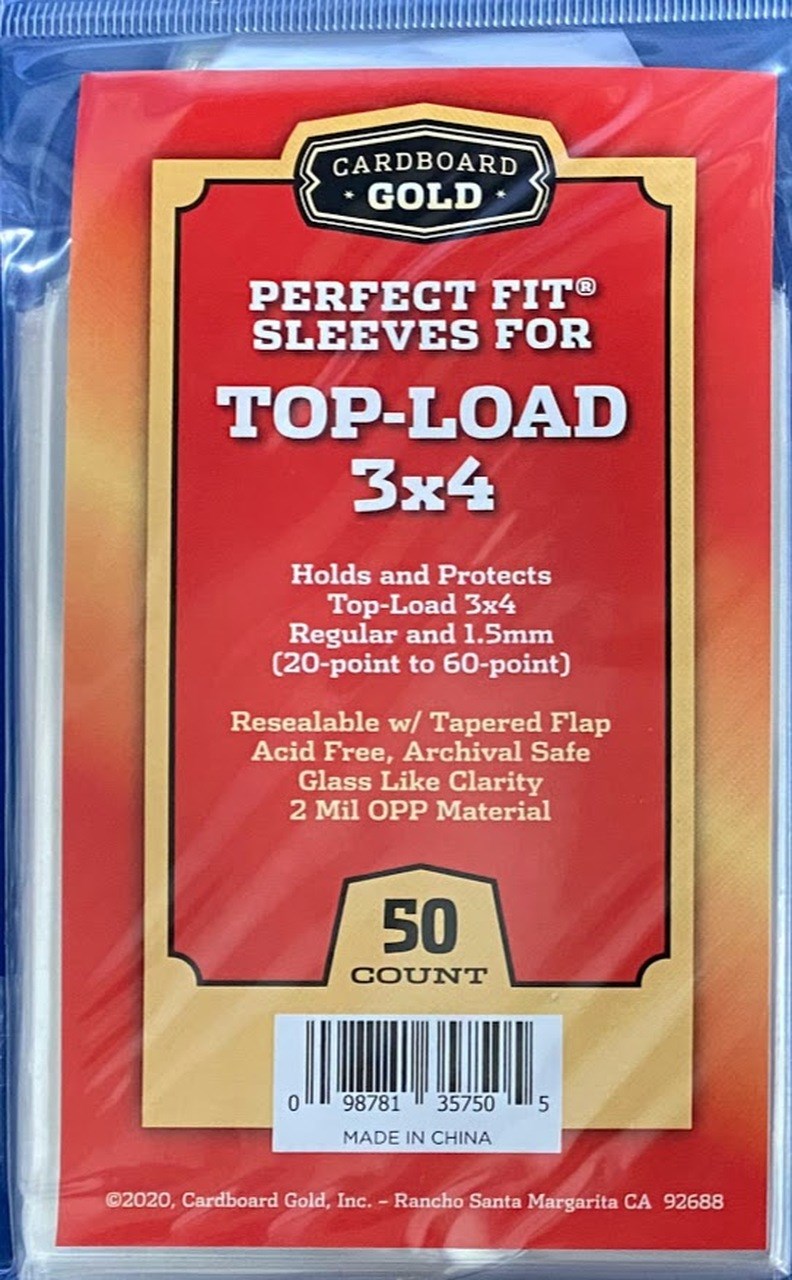 CARDBOARD
GOLD
PERFECT FIT®
SLEEVES FOR
TOP-LOAD
3x4
Holds and Protects
Top-Load 3x4
Regular and 1.5mm
(20-point to 60-point)
Resealable w/ Tapered Flap
Acid Free, Archival Safe
Glass Like Clarity
2 Mil OPP Material
50
COUNT
0 98781 35750 5
MADE IN CHINA
©2020, Cardboard Gold, Inc. – Rancho Santa Margarita CA 92688